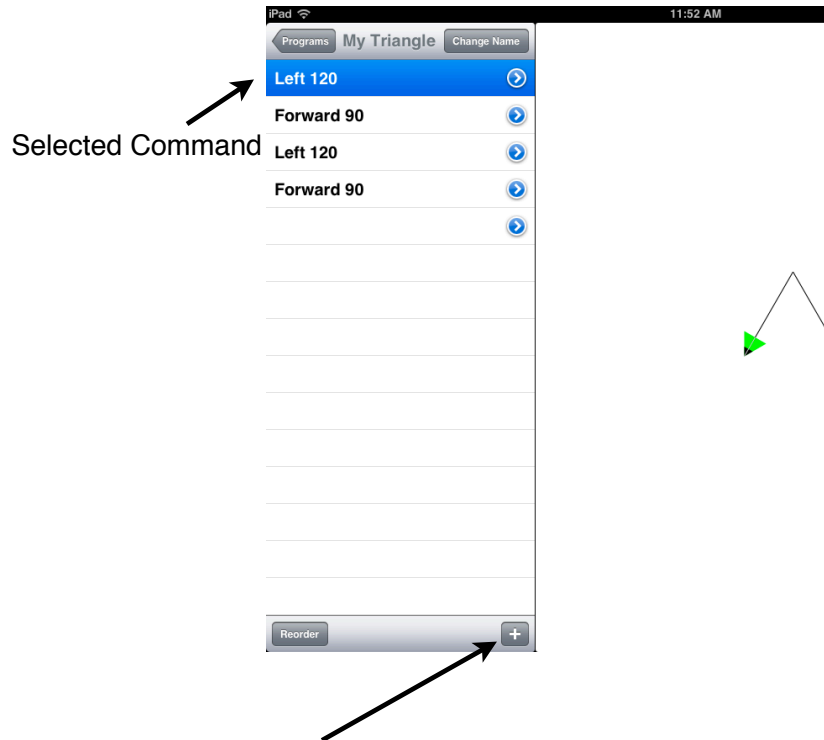 iPad 11:52 AM
Programs My Triangle Change Name
Left 120
Forward 90
Selected Command
Left 120
Forward 90
Reorder +